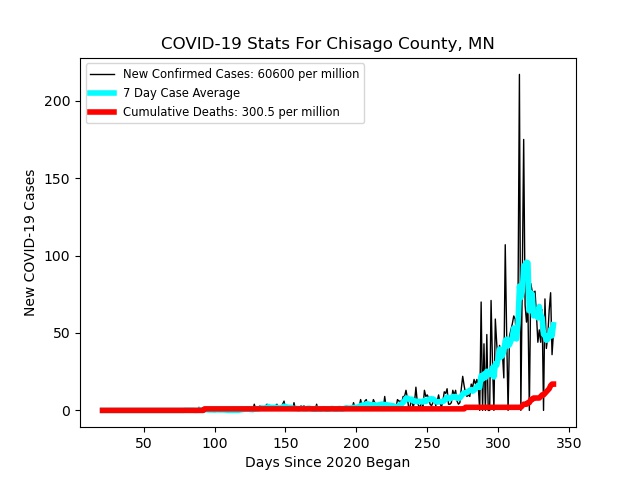 COVID-19 Stats For Chisago County, MN
New Confirmed Cases: 60600 per million
7 Day Case Average
Cumulative Deaths: 300.5 per million
New COVID-19 Cases
200
150
100
50
0
50 100 150 200 250 300 350
Days Since 2020 Began